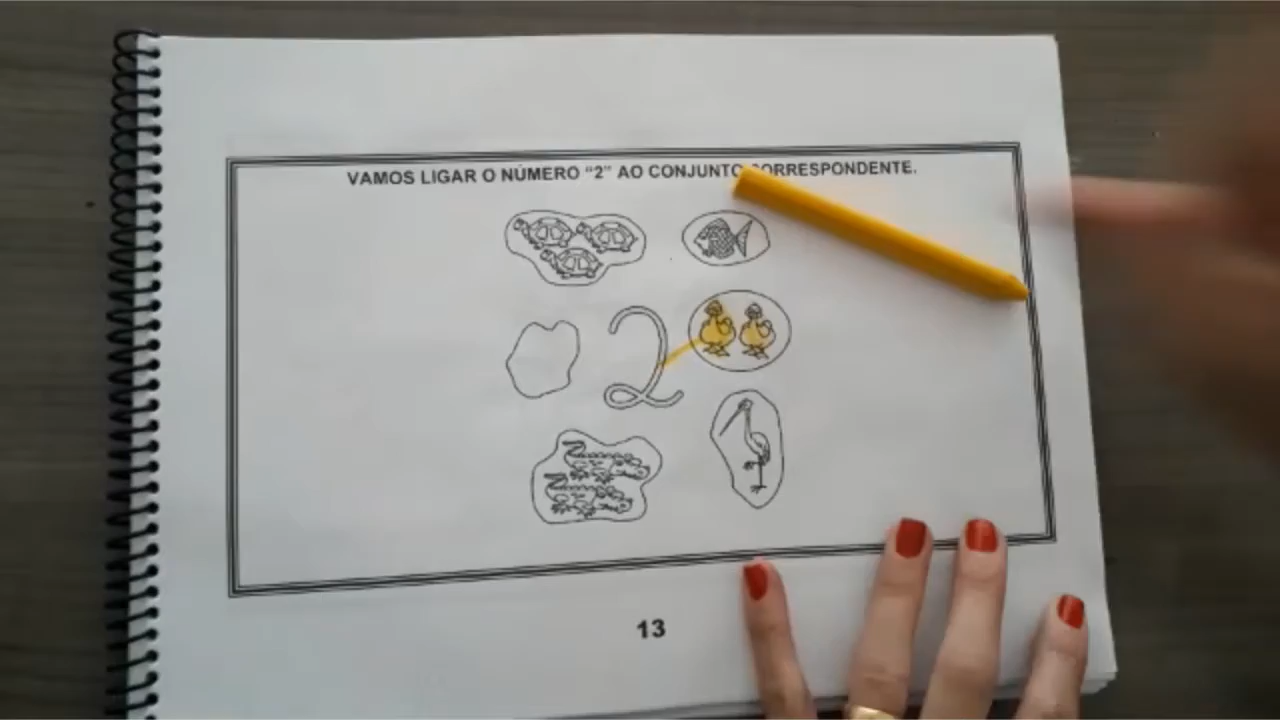 VAMOS LIGAR O NÚMERO “2” AO CONJUNTO CORRESPONDENTE.
2
13